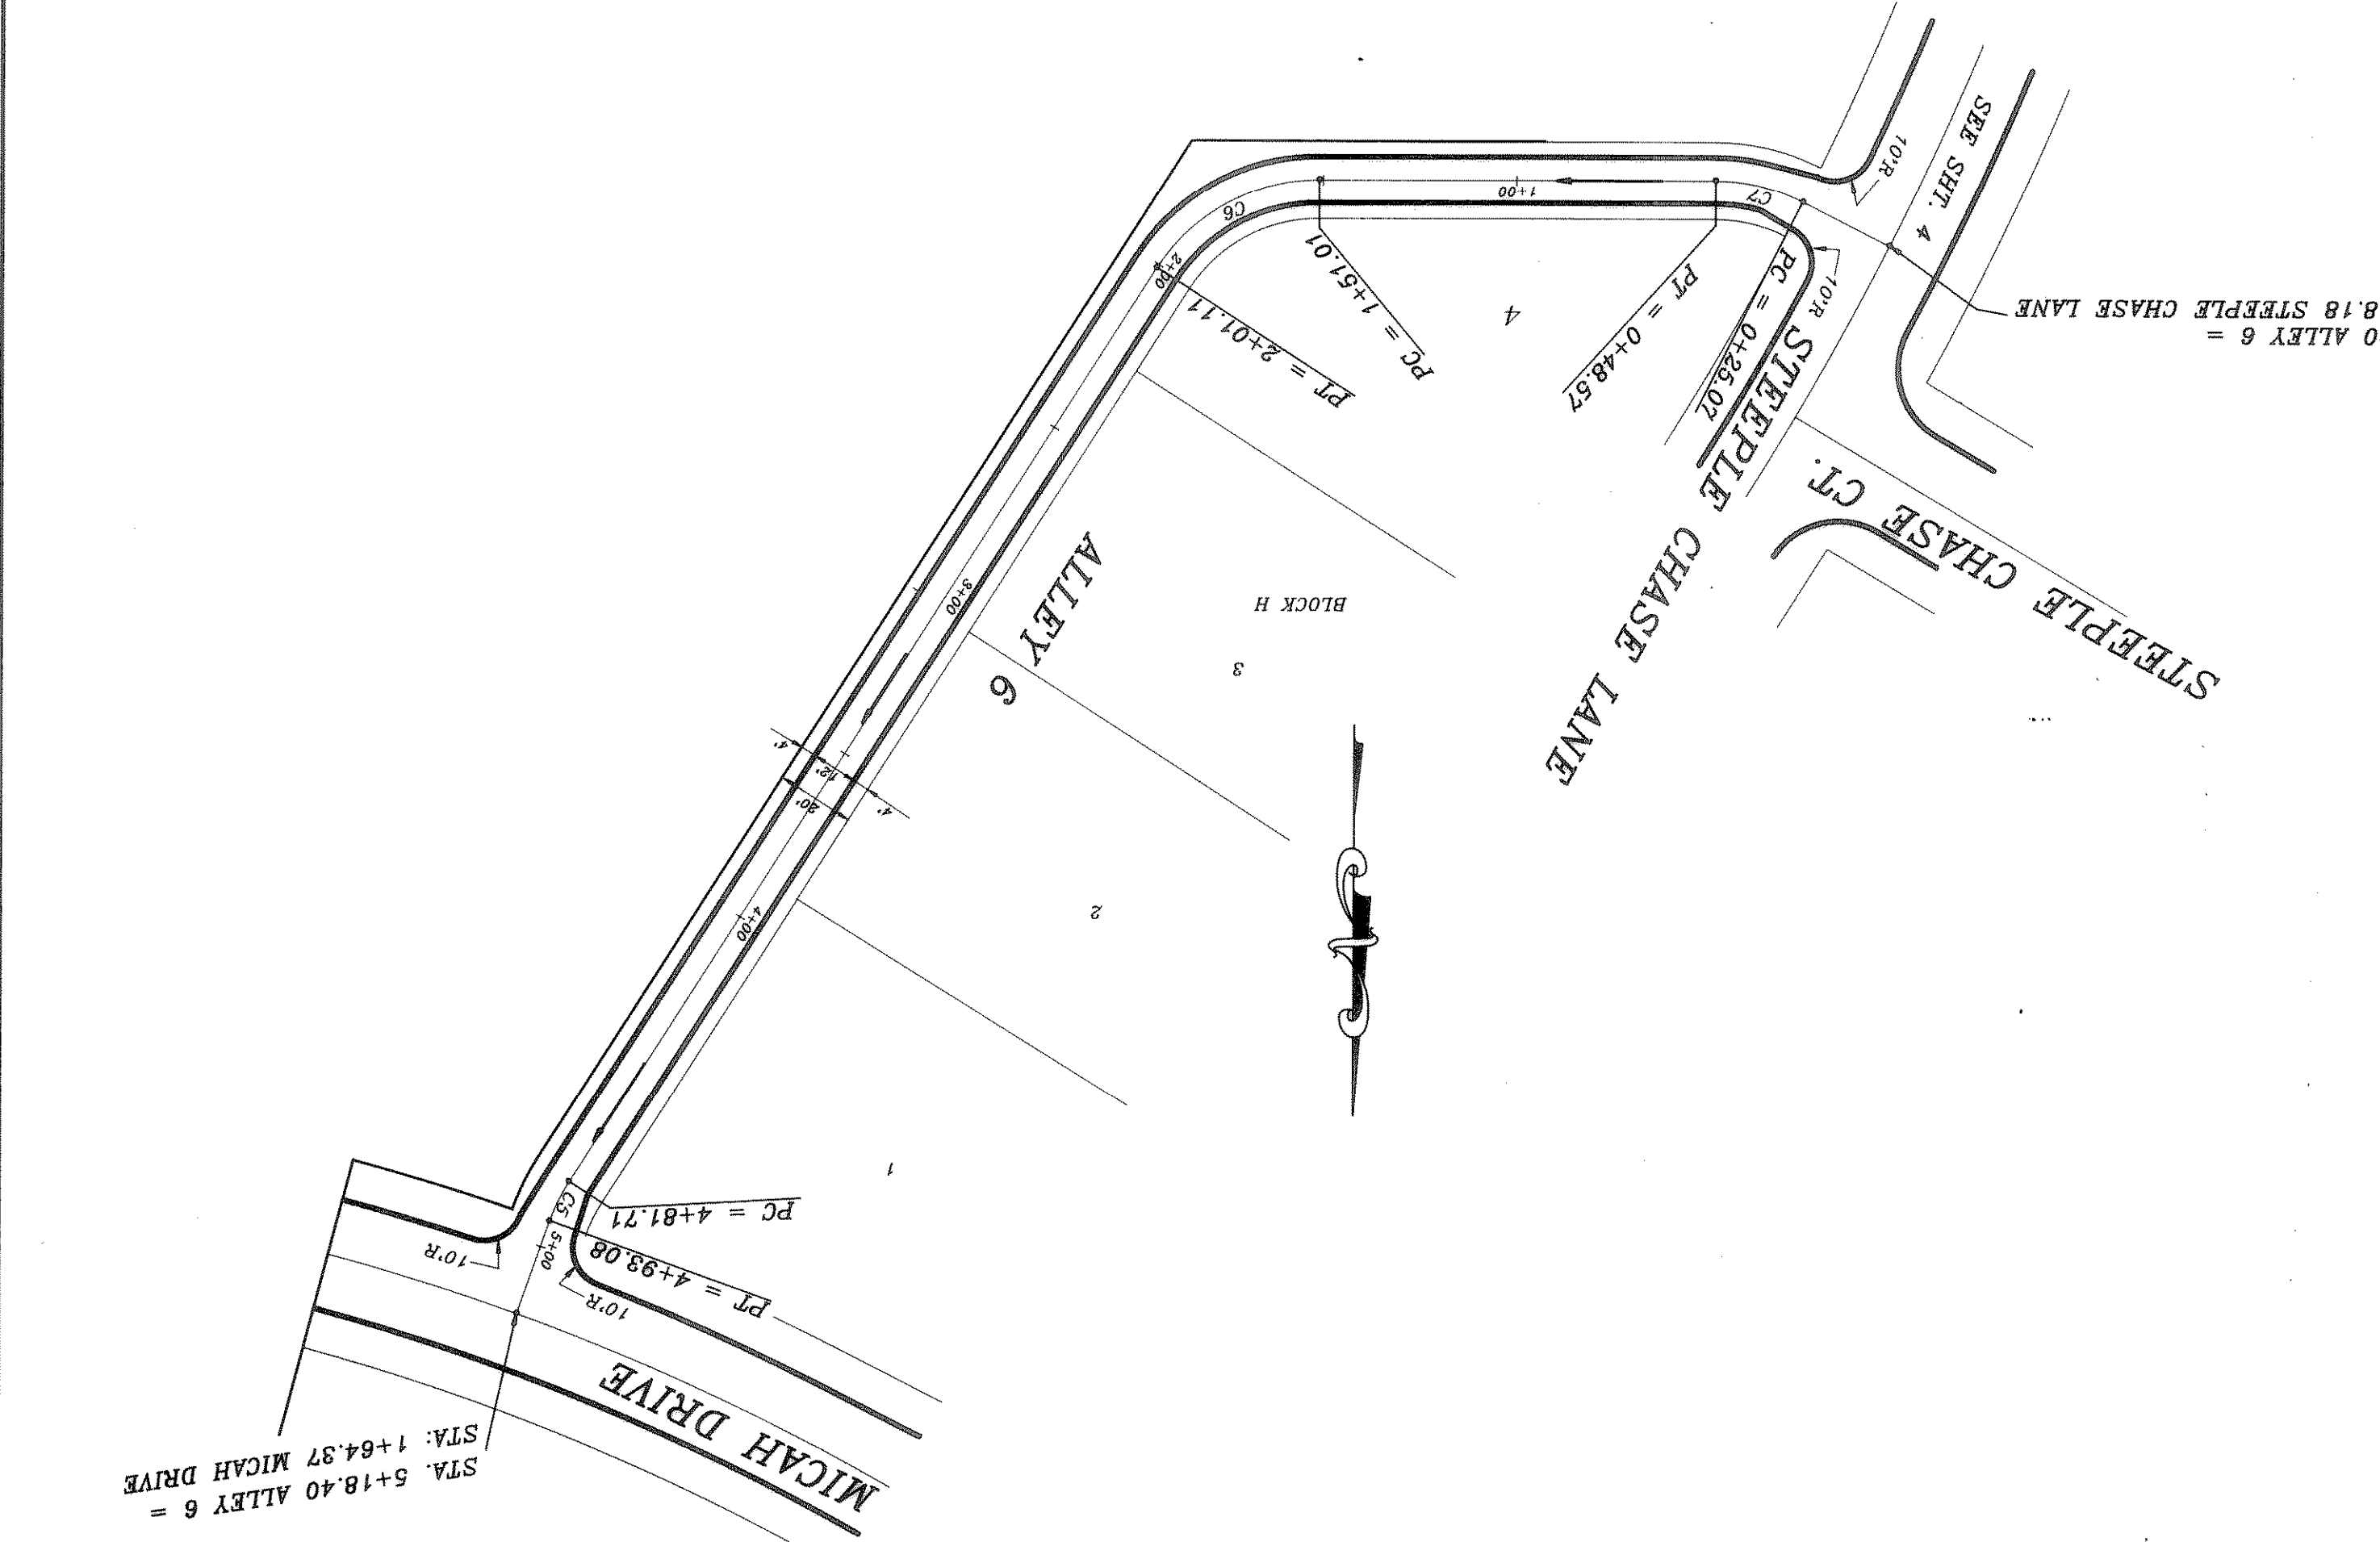 STA. 5+18.40 ALLEY 6 =
STA: 1+64.37 MICAH DRIVE
MICAH DRIVE
10'R
10'R
PT = 4+93.08
5+00
C5
PC = 4+81.71
1
2
4+00
4'
12'
4'
20'
ALLEY 6
3
BLOCK H
3+00
STEEPLE CHASE LANE
STEEPLE CHASE CT.
0 ALLEY 6 =
8.18 STEEPLE CHASE LANE
4
PT = 2+01.11
PC = 1+51.01
PT = 0+48.57
PC = 0+25.07
10'R
2+00
C6
1+00
C7
SEE SHT. 4
10'R